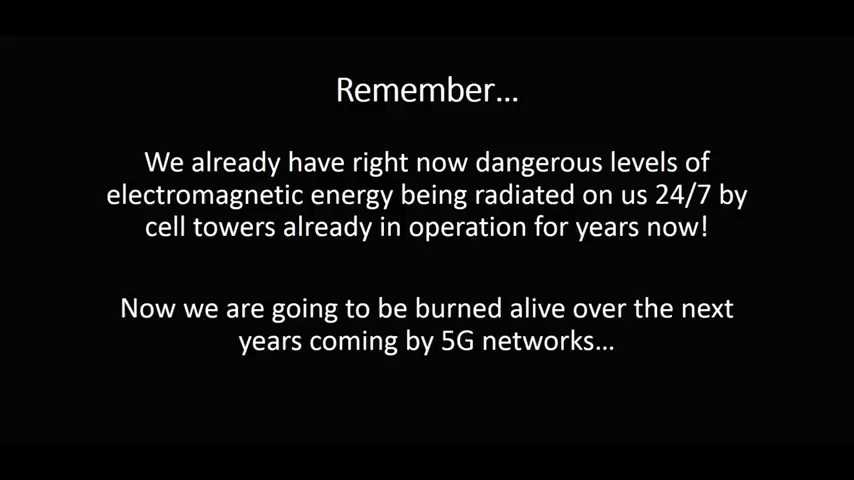 Remember...
We already have right now dangerous levels of
electromagnetic energy being radiated on us 24/7 by
cell towers already in operation for years now!
Now we are going to be burned alive over the next
years coming by 5G networks...